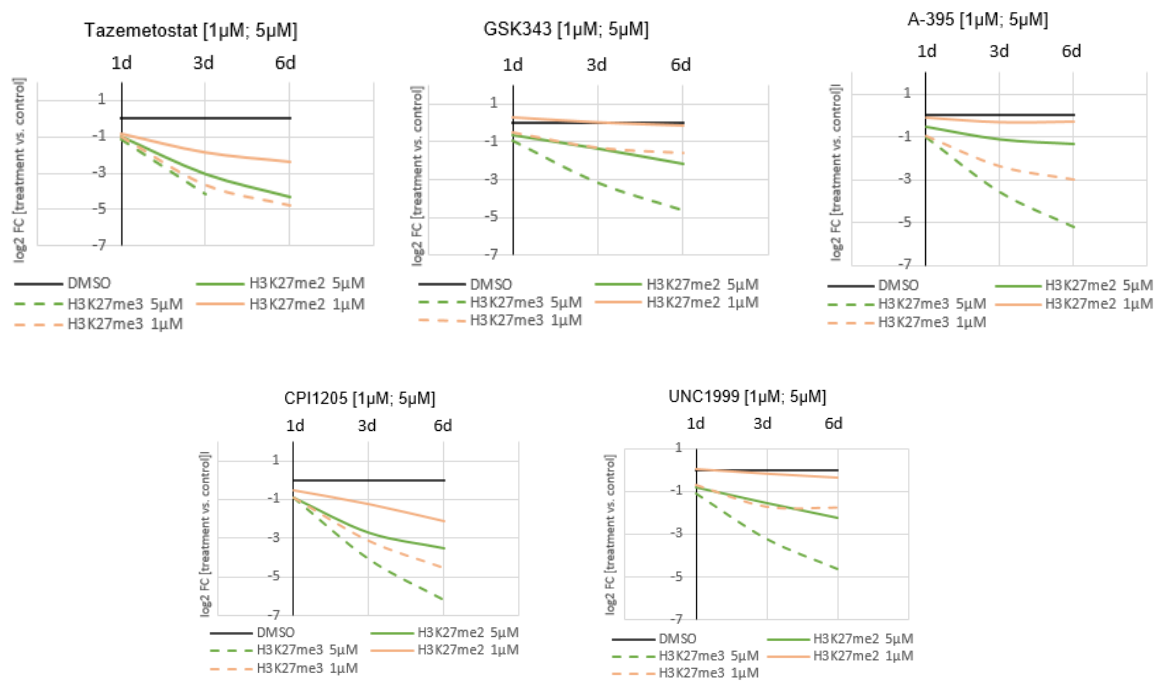 Tazemetostat [1µM; 5µM]
1d 3d 6d
log2 FC [treatment vs. control]
1
-1
-3
-5
-7
DMSO H3K27me2 5µM
H3K27me3 5µM H3K27me2 1µM
H3K27me3 1µM
GSK343 [1µM; 5µM]
1d 3d 6d
log2 FC [treatment vs. control]
1
-1
-3
-5
-7
DMSO H3K27me2 5µM
H3K27me3 5µM H3K27me2 1µM
H3K27me3 1µM
A-395 [1µM; 5µM]
1d 3d 6d
log2 FC [treatment vs. control]l
1
-1
-3
-5
-7
DMSO H3K27me2 5µM
H3K27me3 5µM H3K27me2 1µM
H3K27me3 1µM
CPI1205 [1µM; 5µM]
1d 3d 6d
log2 FC [treatment vs. control]l
1
-1
-3
-5
-7
DMSO H3K27me2 5µM
H3K27me3 5µM H3K27me2 1µM
H3K27me3 1µM
UNC1999 [1µM; 5µM]
1d 3d 6d
log2 FC [treatment vs. control]
1
-1
-3
-5
-7
DMSO H3K27me2 5µM
H3K27me3 5µM H3K27me2 1µM
H3K27me3 1µM